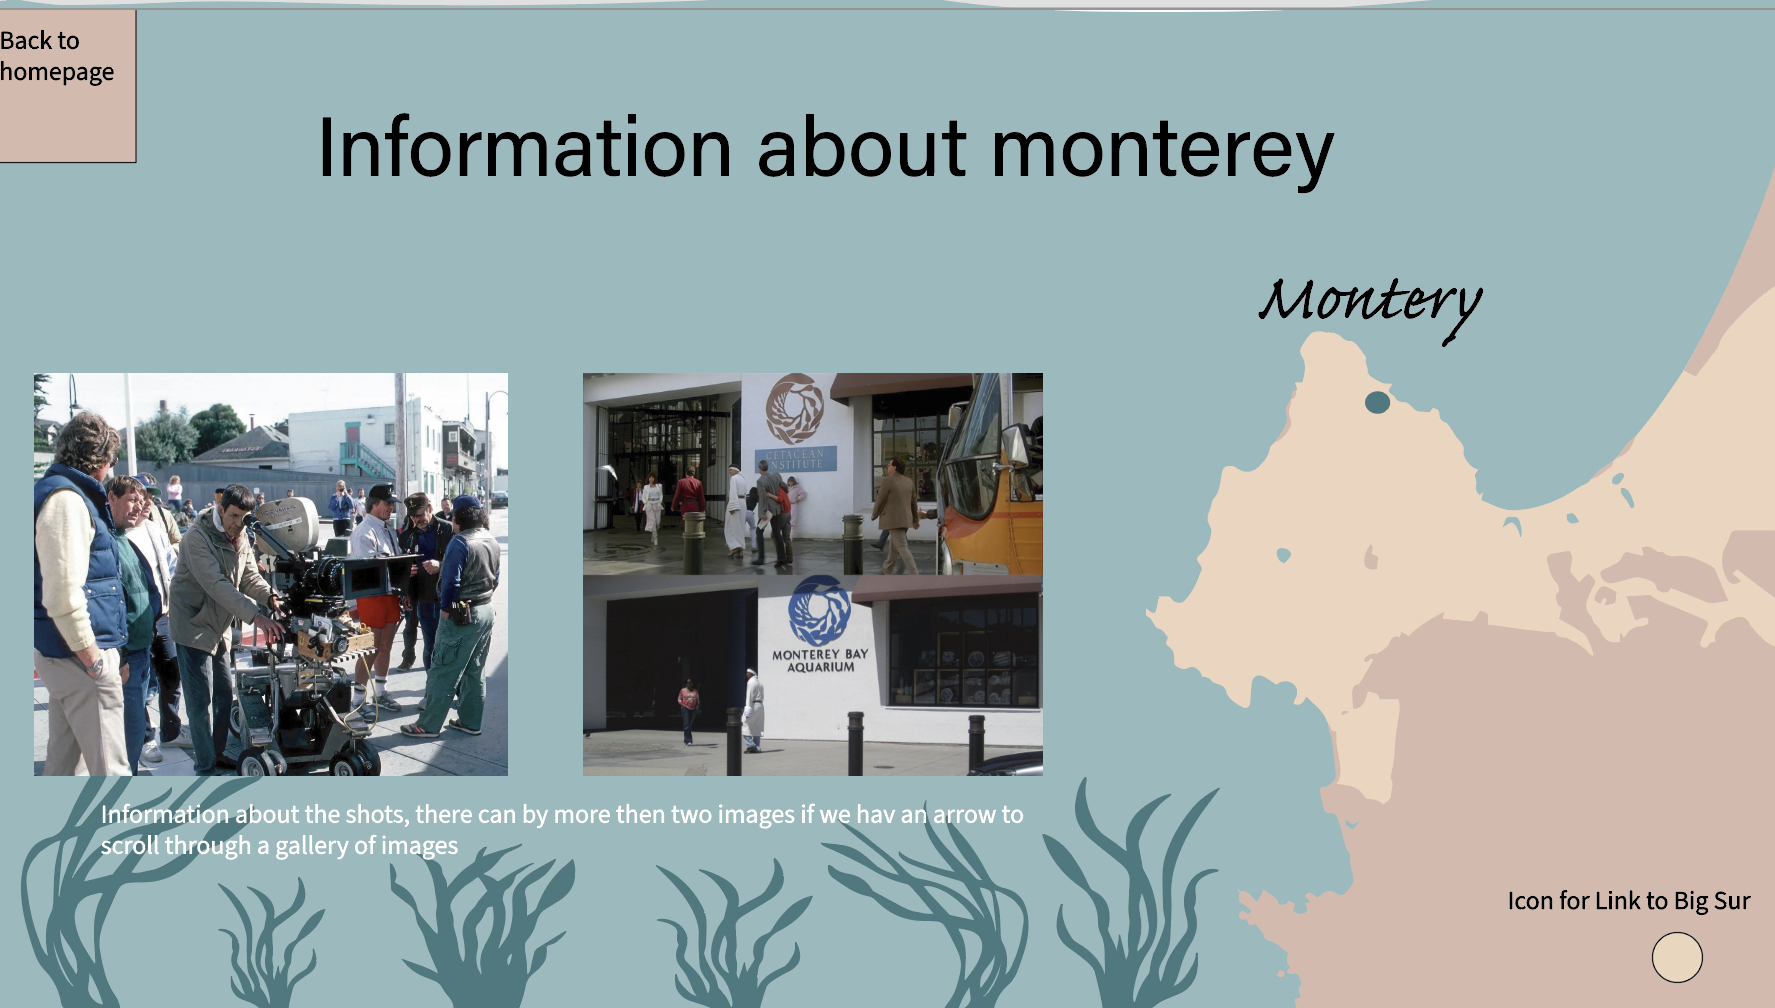 Back to
homepage
Information about monterey
Montery
CETACEAN
INSTITUTE
MONTEREY BAY
AQUARIUM
Information about the shots, there can by more then two images if we hav an arrow to
scroll through a gallery of images
Icon for Link to Big Sur